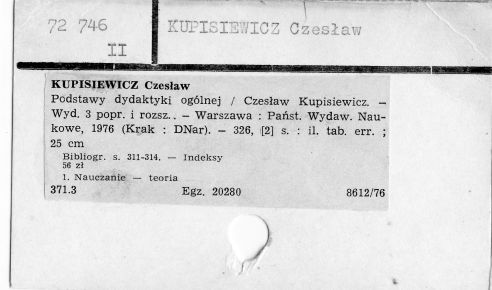 72 746
II
KUPISIEWICZ Czesław
KUPISIEWICZ Czesław
Podstawy dydaktyki ogólnej / Czesław Kupisiewicz. –
Wyd. 3 popr. i rozsz.. – Warszawa : Państ. Wydaw. Nau-
kowe, 1976 (Krak : DNar). – 326, [2] s. : il. tab. err. ;
25 cm
Bibliogr. s. 311-314. — Indeksy
56 zł
1. Nauczanie — teoria
371.3 Egz. 20280 8612/76